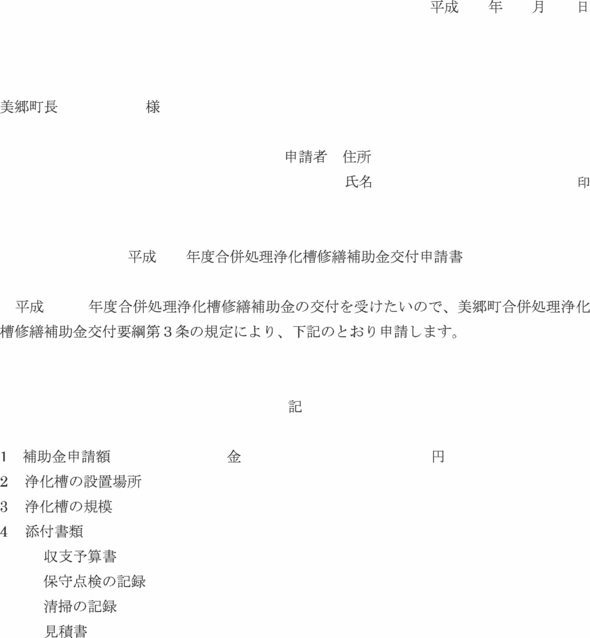 平成　　年　　月　　日
美郷町長　　　　　　様
申請者　住所
氏名　　　　　　　　　　　　　　印
平成　　年度合併処理浄化槽修繕補助金交付申請書
平成　　　年度合併処理浄化槽修繕補助金の交付を受けたいので、美郷町合併処理浄化
槽修繕補助金交付要綱第３条の規定により、下記のとおり申請します。
記
1　補助金申請額　　　　　　　　金　　　　　　　　　　　　　円
2　浄化槽の設置場所
3　浄化槽の規模
4　添付書類
収支予算書
保守点検の記録
清掃の記録
見積書